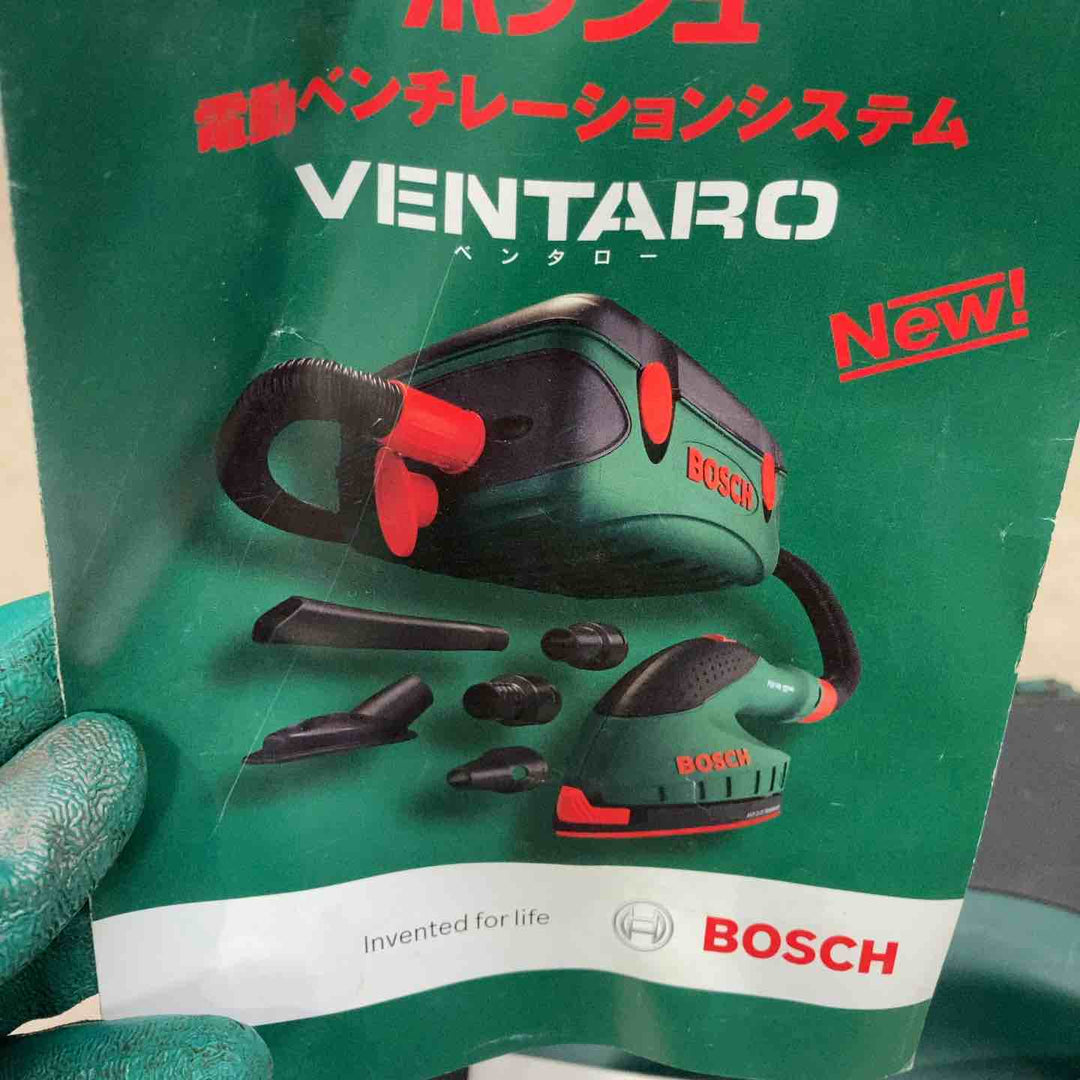 ボッシュ
電動ベンチレーションシステム
VENTARO
ベンタロー
New!
BOSCH
BOSCH
Invented for life
BOSCH